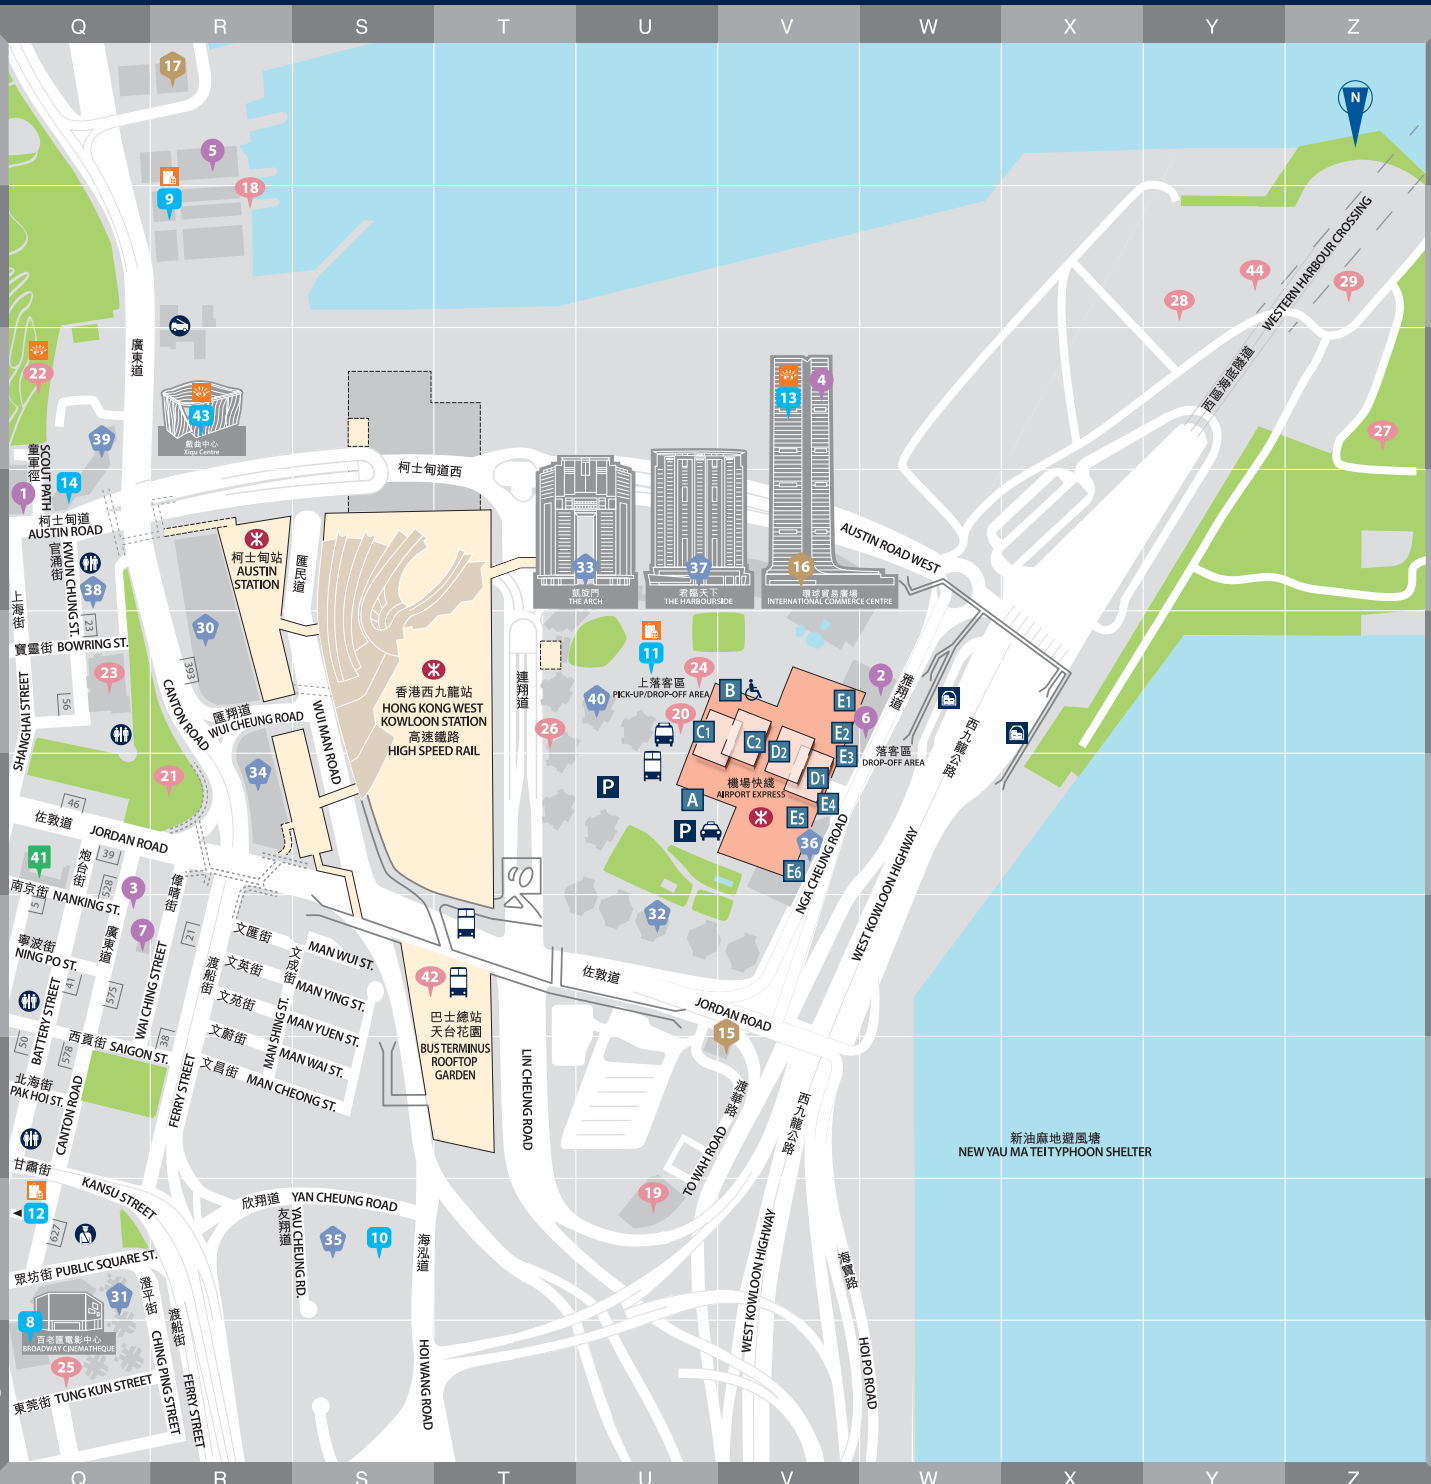 Q R S T U V W X Y Z
N
17
5
9
18
44
28
29
WESTERN HARBOUR CROSSING
西區海底隧道
27
廣東道
22
43
戲曲中心
Xiqu Centre
39
童軍徑
SCOUT PATH
14
1
柯士甸道
AUSTIN ROAD
柯士甸道西
13
4
AUSTIN ROAD WEST
官涌街
KWUN CHUNG ST.
38
上海街
23
寶靈街 BOWRING ST.
柯士甸站
AUSTIN
STATION
匯民道
30
393
33
凱旋門
THE ARCH
37
君臨天下
THE HARBOURSIDE
16
環球貿易廣場
INTERNATIONAL COMMERCE CENTRE
23
56
SHANGHAI STREET
CANTON ROAD
匯翔道
WUI CHEUNG ROAD
WUI MAN ROAD
香港西九龍站
HONG KONG WEST
KOWLOON STATION
高速鐵路
HIGH SPEED RAIL
連翔道
26
11
上落客區
PICK-UP/DROP-OFF AREA
24
40
20
B
C1
C2
D2
D1
E1
E2
E3
E4
E5
E6
A
P
P
機場快綫
AIRPORT EXPRESS
2
6
雅翔道
落客區
DROP-OFF AREA
西九龍公路
21
34
46
佐敦道
JORDAN ROAD
36
NGA CHEUNG ROAD
WEST KOWLOON HIGHWAY
41
炮台街
39
528
3
偉晴街
南京街 NANKING ST.
5
7
廣東道
21
寧波街
NING PO ST.
41
575
WAI CHING STREET
渡船街
文匯街
MAN WUI ST.
文成街
文英街
MAN YING ST.
文苑街
MAN YUEN ST.
文蔚街
MAN WAI ST.
文昌街
MAN CHEONG ST.
MAN SHING ST.
42
巴士總站
天台花園
BUS TERMINUS
ROOFTOP
GARDEN
32
佐敦道
JORDAN ROAD
15
BATTERY STREET
50
578
西貢街 SAIGON ST.
38
北海街
PAK HOI ST.
CANTON ROAD
FERRY STREET
LIN CHEUNG ROAD
渡華路
TO WAH ROAD
西九龍公路
新油麻地避風塘
NEW YAU MA TEI TYPHOON SHELTER
甘肅街
KANSU STREET
12
627
19
欣翔道 YAN CHEUNG ROAD
友翔道
YAU CHEUNG RD.
35
10
海泓道
HOI WANG ROAD
眾坊街 PUBLIC SQUARE ST.
31
澄平街
CHING PING STREET
渡船街
FERRY STREET
8
百老匯電影中心
BROADWAY CINEMATHEQUE
25
東莞街 TUNG KUN STREET
WEST KOWLOON HIGHWAY
海寶路
HOI PO ROAD
Q R S T U V W X Y Z